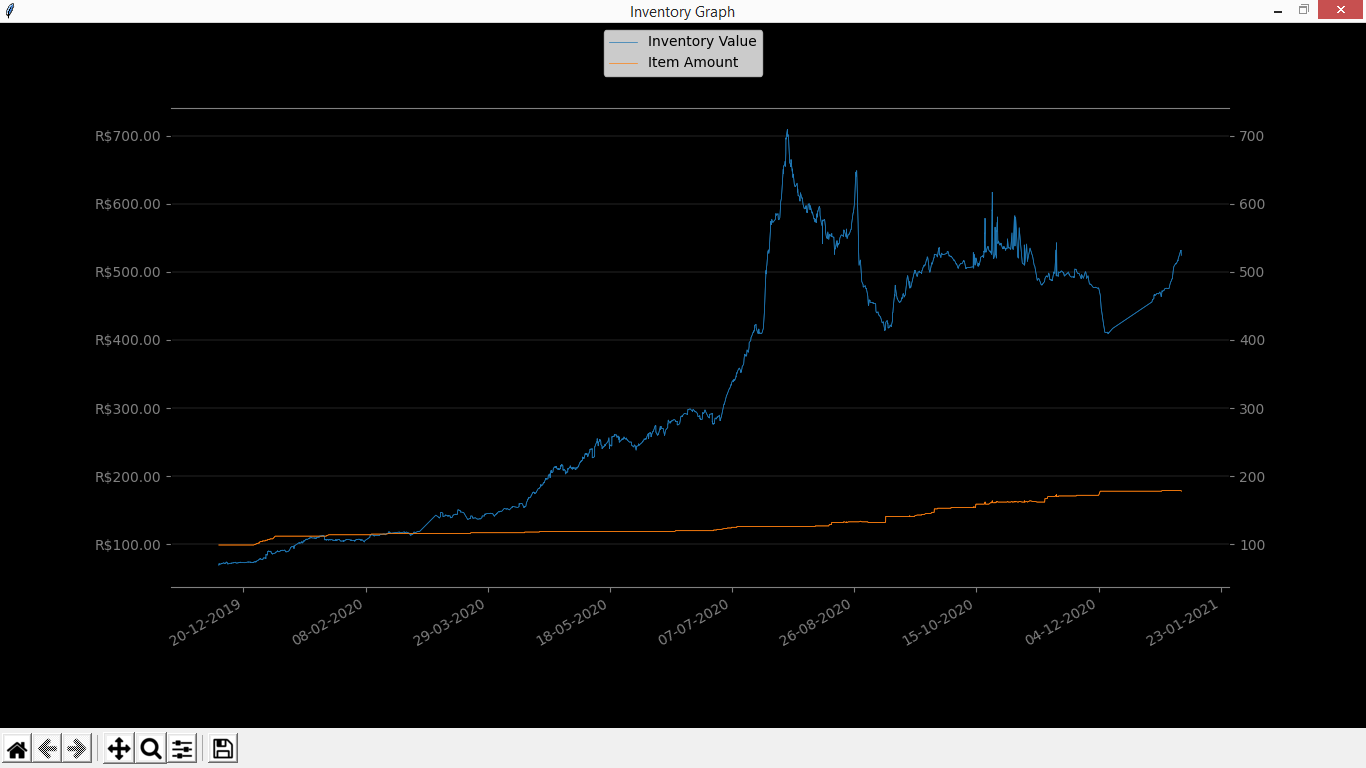 Inventory Graph
Inventory Value
Item Amount
R$700.00
R$600.00
R$500.00
R$400.00
R$300.00
R$200.00
R$100.00
700
600
500
400
300
200
100
20-12-2019
08-02-2020
29-03-2020
18-05-2020
07-07-2020
26-08-2020
15-10-2020
04-12-2020
23-01-2021